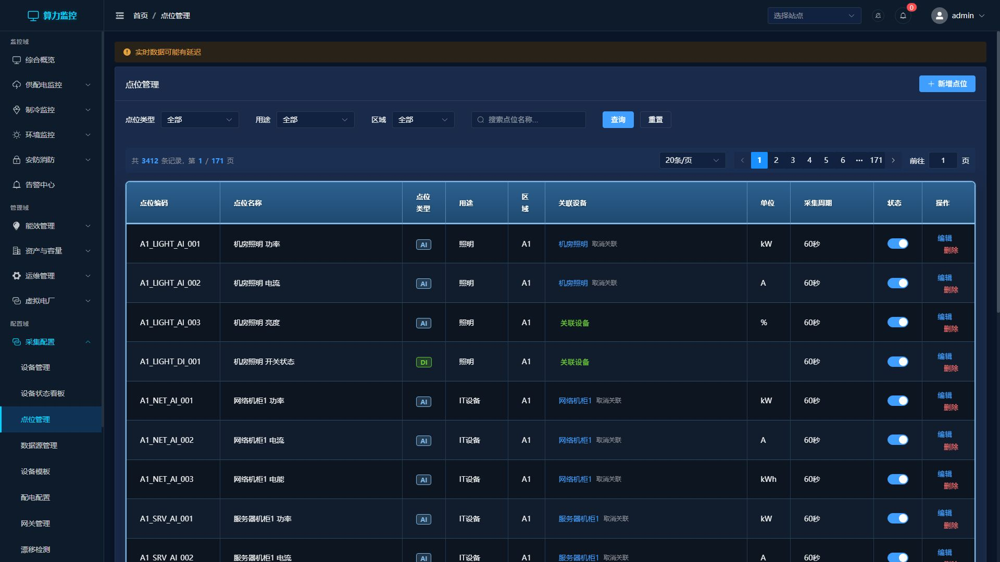 算力监控
首页 / 点位管理
选择站点
0
admin
监控域
综合概览
供配电监控
制冷监控
环境监控
安防消防
告警中心
管理域
能效管理
资产与容量
运维管理
虚拟电厂
配置域
采集配置
设备管理
设备状态看板
点位管理
数据源管理
设备模板
配电配置
网关管理
漂移检测
实时数据可能有延迟
点位管理
新增点位
点位类型 全部 用途 全部 区域 全部 搜索点位名称... 查询 重置
共 3412 条记录, 第 1 / 171 页
20条/页 1 2 3 4 5 6 ••• 171 前往 1 页
点位编码 点位名称 点位类型 用途 区域 关联设备 单位 采集周期 状态 操作
A1_LIGHT_AI_001 机房照明 功率 AI 照明 A1 机房照明 取消关联 kW 60秒 编辑 删除
A1_LIGHT_AI_002 机房照明 电流 AI 照明 A1 机房照明 取消关联 A 60秒 编辑 删除
A1_LIGHT_AI_003 机房照明 亮度 AI 照明 A1 关联设备 % 60秒 编辑 删除
A1_LIGHT_DI_001 机房照明 开关状态 DI 照明 A1 关联设备 60秒 编辑 删除
A1_NET_AI_001 网络机柜1 功率 AI IT设备 A1 网络机柜1 取消关联 kW 60秒 编辑 删除
A1_NET_AI_002 网络机柜1 电流 AI IT设备 A1 网络机柜1 取消关联 A 60秒 编辑 删除
A1_NET_AI_003 网络机柜1 电能 AI IT设备 A1 网络机柜1 取消关联 kWh 60秒 编辑 删除
A1_SRV_AI_001 服务器机柜1 功率 AI IT设备 A1 服务器机柜1 取消关联 kW 60秒 编辑 删除
A1_SRV_AI_002 服务器机柜1 电流 AI IT设备 A1 服务器机柜1 取消关联 A 60秒 编辑